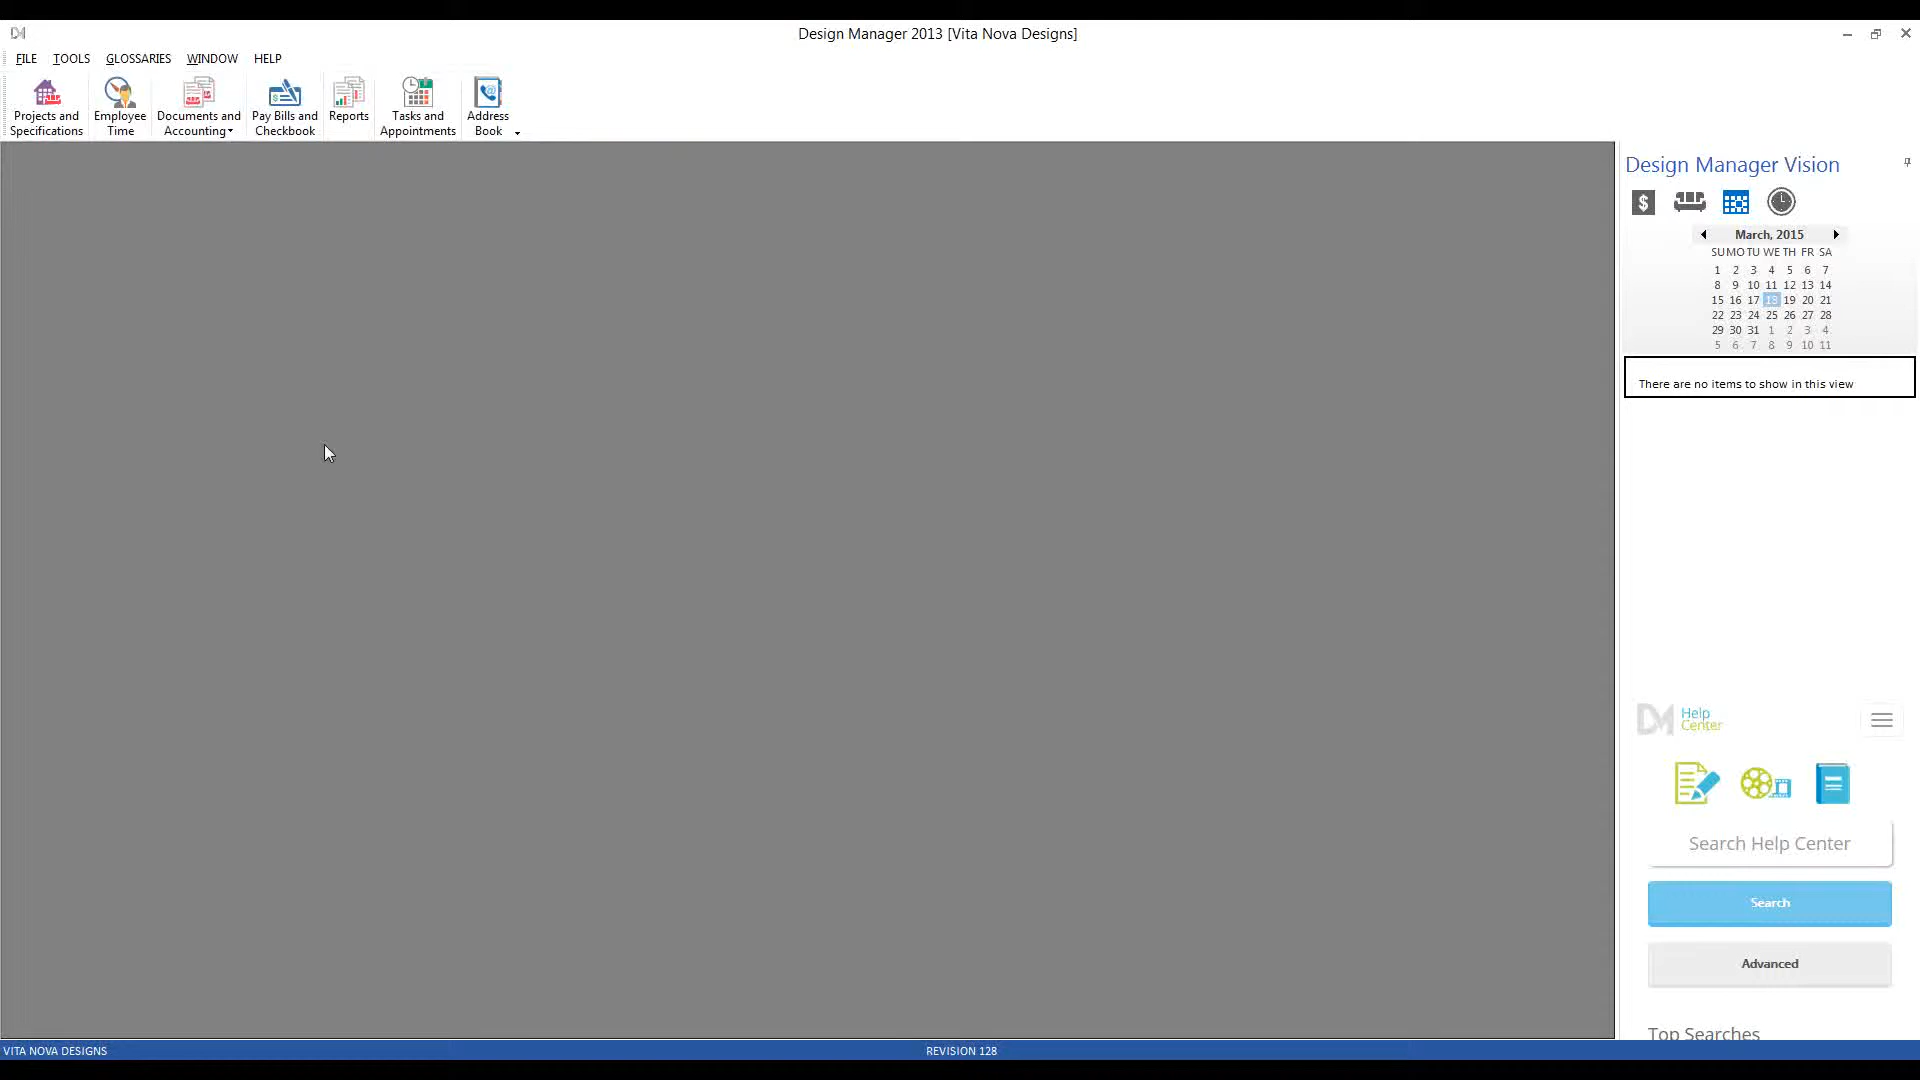 Design Manager 2013 [Vita Nova Designs]
FILE TOOLS GLOSSARIES WINDOW HELP
Projects and
Specifications
Employee
Time
Documents and
Accounting
Pay Bills and
Checkbook
Reports
Tasks and
Appointments
Address
Book
Design Manager Vision
$
March, 2015
SU MO TU WE TH FR SA
1 2 3 4 5 6 7
8 9 10 11 12 13 14
15 16 17 18 19 20 21
22 23 24 25 26 27 28
29 30 31 1 2 3 4
5 6 7 8 9 10 11
There are no items to show in this view
DM Help
Center
Search Help Center
Search
Advanced
Top Searches
VITA NOVA DESIGNS
REVISION 128